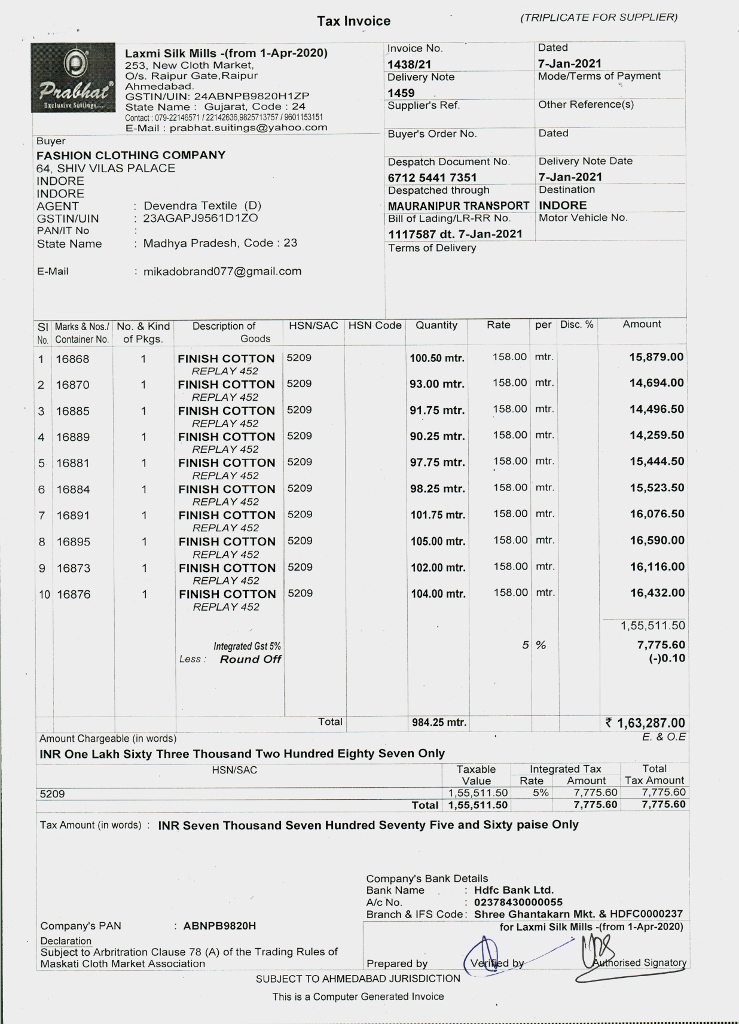 Tax Invoice
(TRIPLICATE FOR SUPPLIER)
Prabhat
Exclusive Suitings...
Laxmi Silk Mills -(from 1-Apr-2020)
253, New Cloth Market,
O/s. Raipur Gate,Raipur
Ahmedabad.
GSTIN/UIN: 24ABNPB9820H1ZP
State Name : Gujarat, Code : 24
Contact : 079-22146571 / 22142636,9825713757 / 9601153151
E-Mail : prabhat.suitings@yahoo.com
Invoice No. Dated
1438/21 7-Jan-2021
Delivery Note Mode/Terms of Payment
1459
Supplier's Ref. Other Reference(s)
Buyer's Order No. Dated
Despatch Document No. Delivery Note Date
6712 5441 7351 7-Jan-2021
Despatched through Destination
MAURANIPUR TRANSPORT INDORE
Bill of Lading/LR-RR No. Motor Vehicle No.
1117587 dt. 7-Jan-2021
Terms of Delivery
Buyer
FASHION CLOTHING COMPANY
64, SHIV VILAS PALACE
INDORE
INDORE
AGENT : Devendra Textile (D)
GSTIN/UIN : 23AGAPJ9561D1ZO
PAN/IT No :
State Name : Madhya Pradesh, Code : 23
E-Mail : mikadobrand077@gmail.com
Sl Marks & Nos./ No. & Kind Description of HSN/SAC HSN Code Quantity Rate per Disc. % Amount
No. Container No. of Pkgs. Goods
1 16868 1 FINISH COTTON 5209 100.50 mtr. 158.00 mtr. 15,879.00
REPLAY 452
2 16870 1 FINISH COTTON 5209 93.00 mtr. 158.00 mtr. 14,694.00
REPLAY 452
3 16885 1 FINISH COTTON 5209 91.75 mtr. 158.00 mtr. 14,496.50
REPLAY 452
4 16889 1 FINISH COTTON 5209 90.25 mtr. 158.00 mtr. 14,259.50
REPLAY 452
5 16881 1 FINISH COTTON 5209 97.75 mtr. 158.00 mtr. 15,444.50
REPLAY 452
6 16884 1 FINISH COTTON 5209 98.25 mtr. 158.00 mtr. 15,523.50
REPLAY 452
7 16891 1 FINISH COTTON 5209 101.75 mtr. 158.00 mtr. 16,076.50
REPLAY 452
8 16895 1 FINISH COTTON 5209 105.00 mtr. 158.00 mtr. 16,590.00
REPLAY 452
9 16873 1 FINISH COTTON 5209 102.00 mtr. 158.00 mtr. 16,116.00
REPLAY 452
10 16876 1 FINISH COTTON 5209 104.00 mtr. 158.00 mtr. 16,432.00
REPLAY 452
1,55,511.50
Integrated Gst 5% 5 % 7,775.60
Less : Round Off (-)0.10
Total 984.25 mtr. ₹ 1,63,287.00
Amount Chargeable (in words) E. & O.E
INR One Lakh Sixty Three Thousand Two Hundred Eighty Seven Only
HSN/SAC Taxable Integrated Tax Total
Value Rate Amount Tax Amount
5209 1,55,511.50 5% 7,775.60 7,775.60
Total 1,55,511.50 7,775.60 7,775.60
Tax Amount (in words) : INR Seven Thousand Seven Hundred Seventy Five and Sixty paise Only
Company's Bank Details
Bank Name : Hdfc Bank Ltd.
A/c No. : 02378430000055
Branch & IFS Code : Shree Ghantakarn Mkt. & HDFC0000237
Company's PAN : ABNPB9820H
for Laxmi Silk Mills -(from 1-Apr-2020)
Declaration
Subject to Arbritration Clause 78 (A) of the Trading Rules of
Maskati Cloth Market Association
Prepared by Verified by Authorised Signatory
SUBJECT TO AHMEDABAD JURISDICTION
This is a Computer Generated Invoice